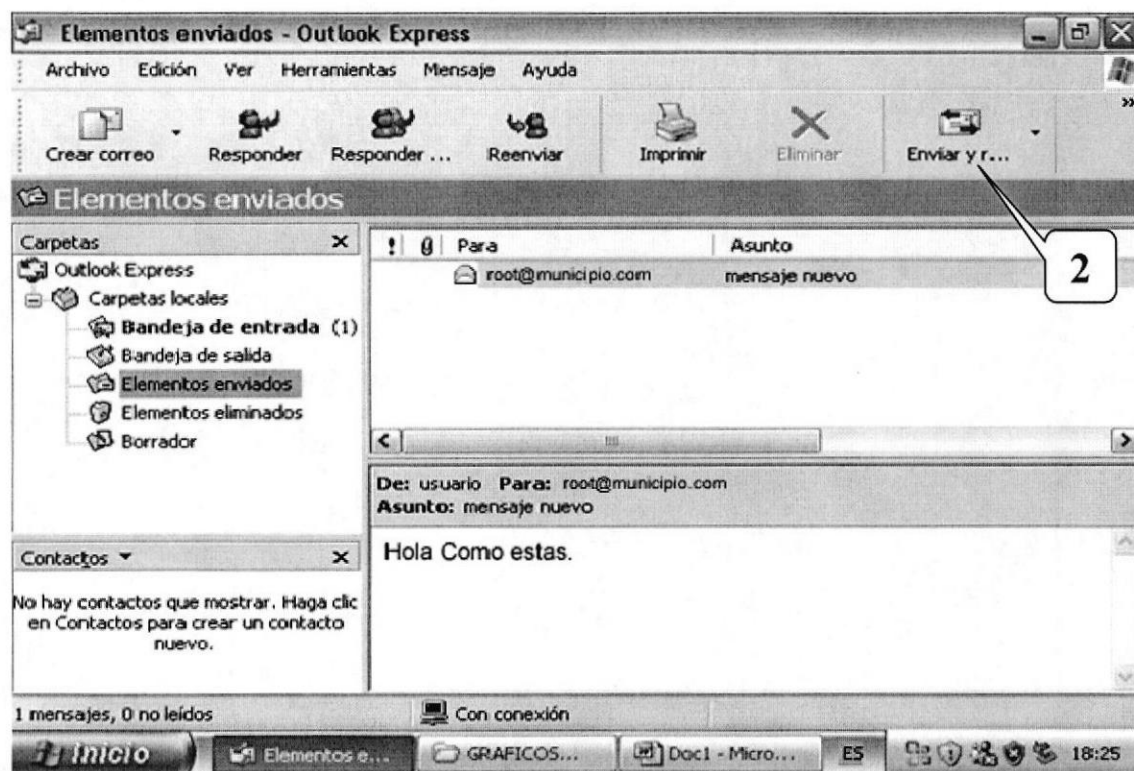 Elementos enviados - Outlook Express
Archivo Edición Ver Herramientas Mensaje Ayuda
»
Crear correo Responder Responder ... Reenviar Imprimir Eliminar Enviar y r...
Elementos enviados
Carpetas
Outlook Express
Carpetas locales
Bandeja de entrada (1)
Bandeja de salida
Elementos enviados
Elementos eliminados
Borrador
! Para Asunto
root@municipio.com mensaje nuevo
2
De: usuario Para: root@municipio.com
Asunto: mensaje nuevo
Hola Como estas.
Contactos
No hay contactos que mostrar. Haga clic
en Contactos para crear un contacto
nuevo.
1 mensajes, 0 no leídos Con conexión
Inicio Elementos e... GRAFICOS... Doc1 - Micro... ES 18:25